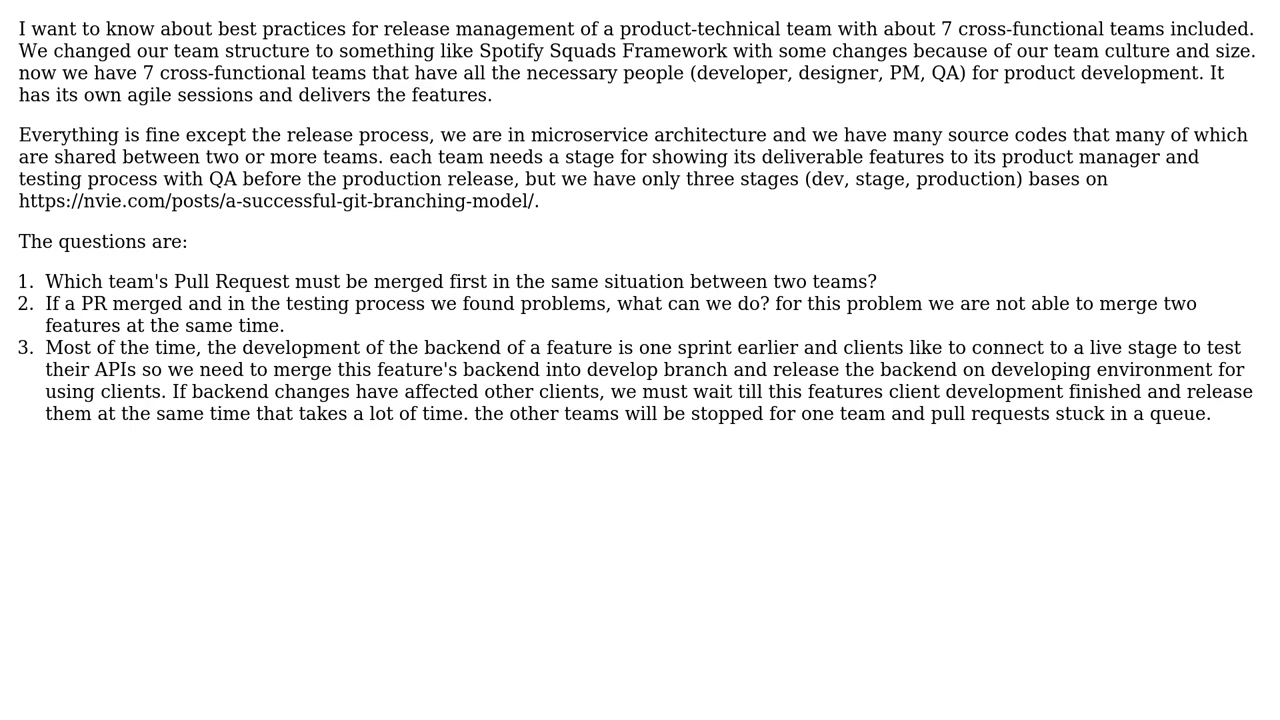 I want to know about best practices for release management of a product-technical team with about 7 cross-functional teams included.
We changed our team structure to something like Spotify Squads Framework with some changes because of our team culture and size.
now we have 7 cross-functional teams that have all the necessary people (developer, designer, PM, QA) for product development. It
has its own agile sessions and delivers the features.
Everything is fine except the release process, we are in microservice architecture and we have many source codes that many of which
are shared between two or more teams. each team needs a stage for showing its deliverable features to its product manager and
testing process with QA before the production release, but we have only three stages (dev, stage, production) bases on
https://nvie.com/posts/a-successful-git-branching-model/.
The questions are:
1. Which team's Pull Request must be merged first in the same situation between two teams?
2. If a PR merged and in the testing process we found problems, what can we do? for this problem we are not able to merge two
features at the same time.
3. Most of the time, the development of the backend of a feature is one sprint earlier and clients like to connect to a live stage to test
their APIs so we need to merge this feature's backend into develop branch and release the backend on developing environment for
using clients. If backend changes have affected other clients, we must wait till this features client development finished and release
them at the same time that takes a lot of time. the other teams will be stopped for one team and pull requests stuck in a queue.